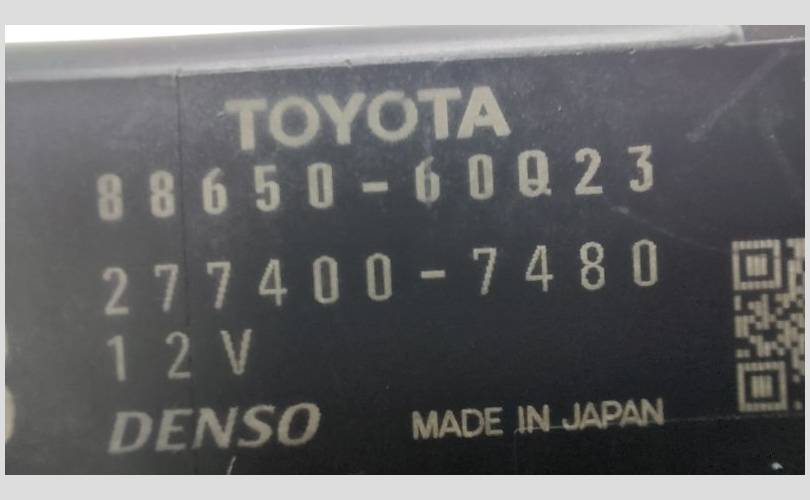 TOYOTA
88650-60Q23
277400-7480
12V
DENSO
MADE IN JAPAN